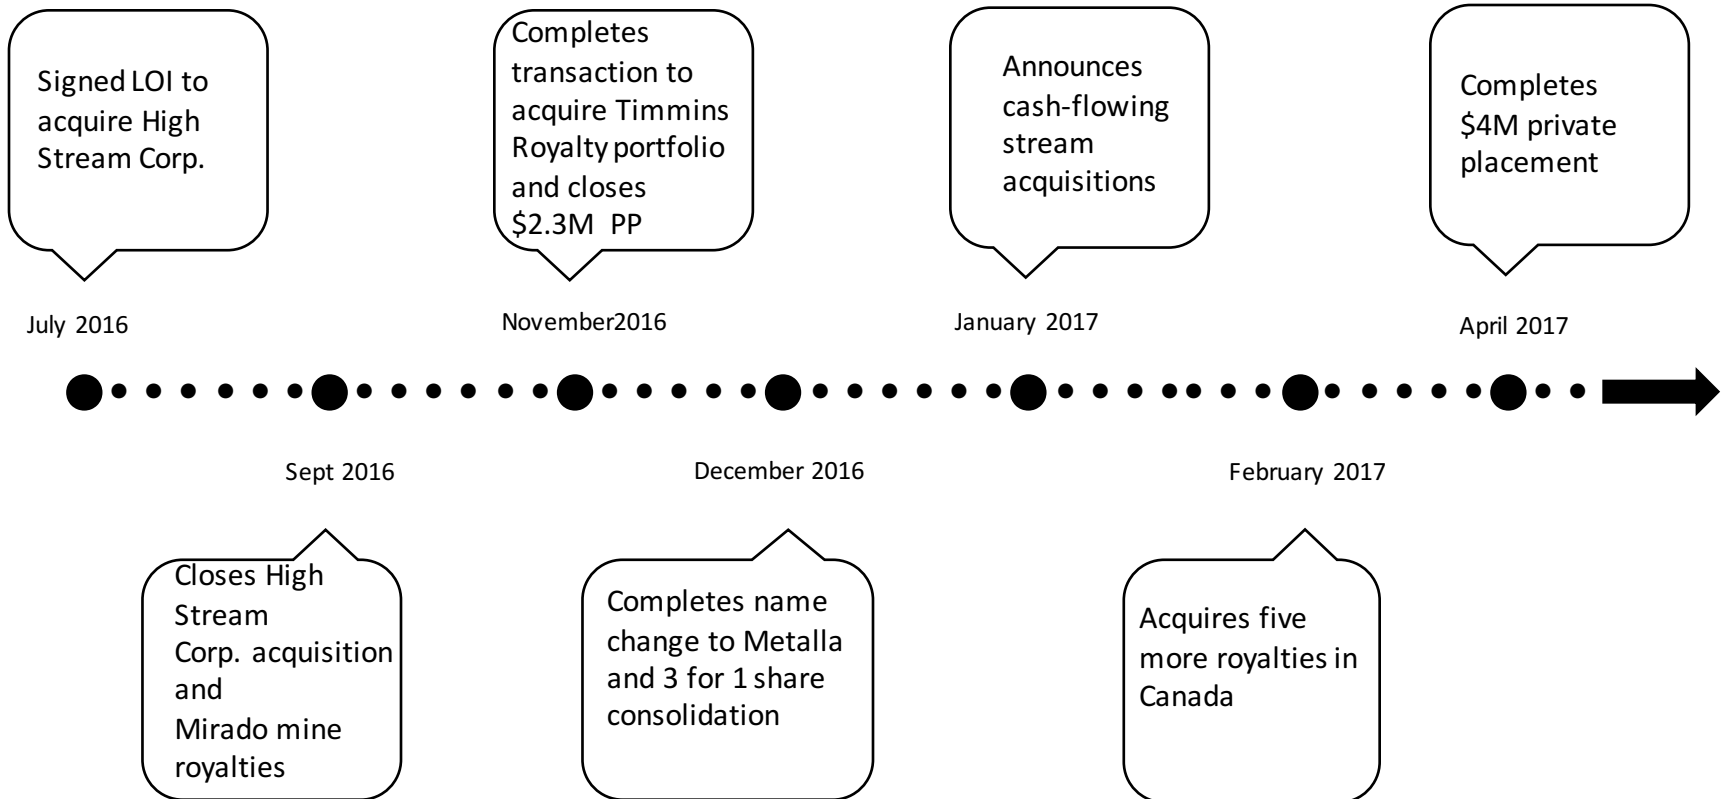 Signed LOI to
acquire High
Stream Corp.
Completes
transaction to
acquire Timmins
Royalty portfolio
and closes
$2.3M PP
Announces
cash-flowing
stream
acquisitions
Completes
$4M private
placement
July 2016
November2016
January 2017
April 2017
Sept 2016
December 2016
February 2017
Closes High
Stream
Corp. acquisition
and
Mirado mine
royalties
Completes name
change to Metalla
and 3 for 1 share
consolidation
Acquires five
more royalties in
Canada